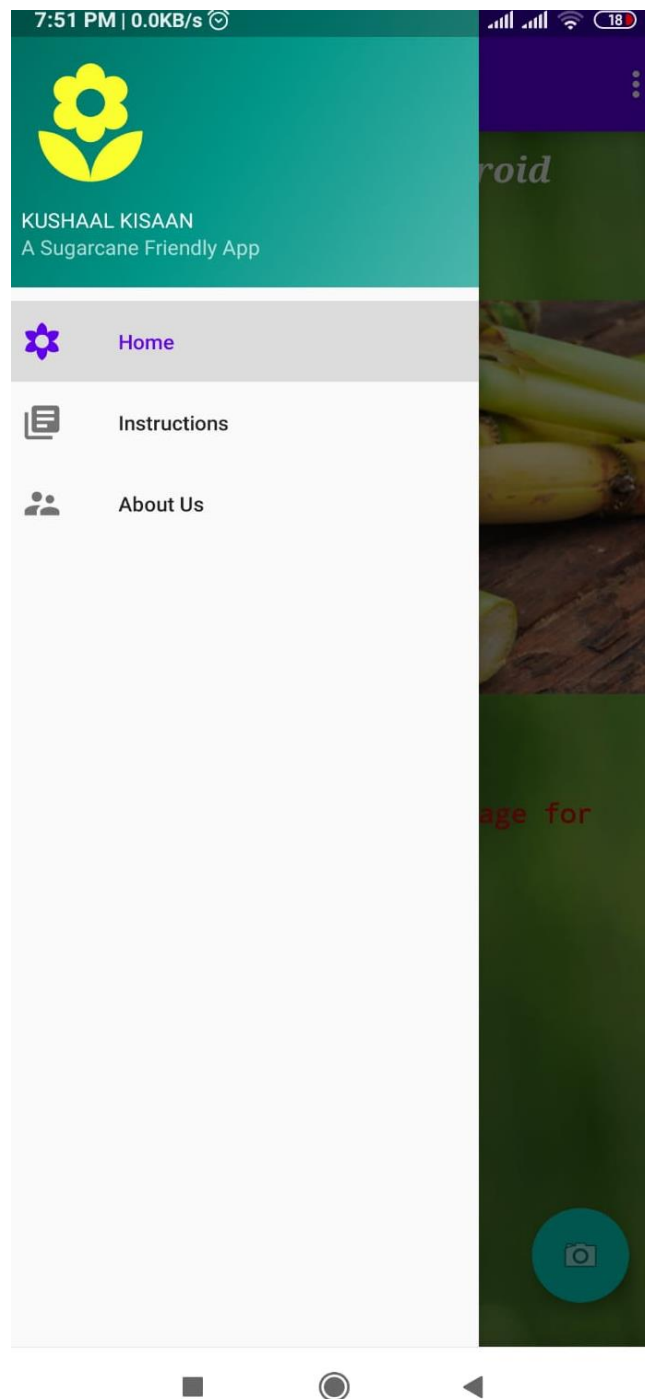 7:51 PM | 0.0KB/s
18
roid
KUSHAAL KISAAN
A Sugarcane Friendly App
Home
Instructions
About Us
age for